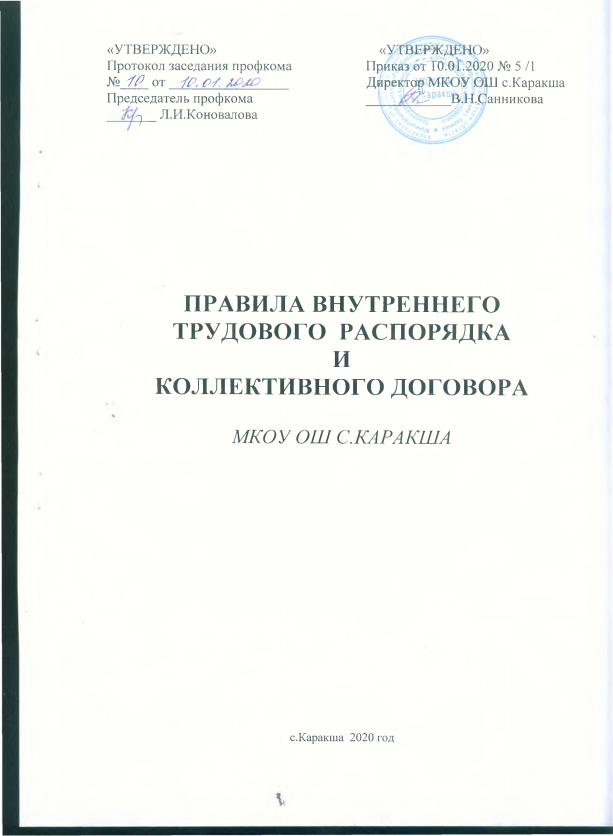 «УТВЕРЖДЕНО»
Протокол заседания профкома
№ 10 от 10.01.2020
Председатель профкома
Л.И.Коновалова
«УТВЕРЖДЕНО»
Приказ от 10.01.2020 № 5 /1
Директор МКОУ ОШ с.Каракша
В.Н.Санникова
Каракша
ПРАВИЛА ВНУТРЕННЕГО
ТРУДОВОГО РАСПОРЯДКА
И
КОЛЛЕКТИВНОГО ДОГОВОРА
МКОУ ОШ С.КАРАКША
с.Каракша 2020 год